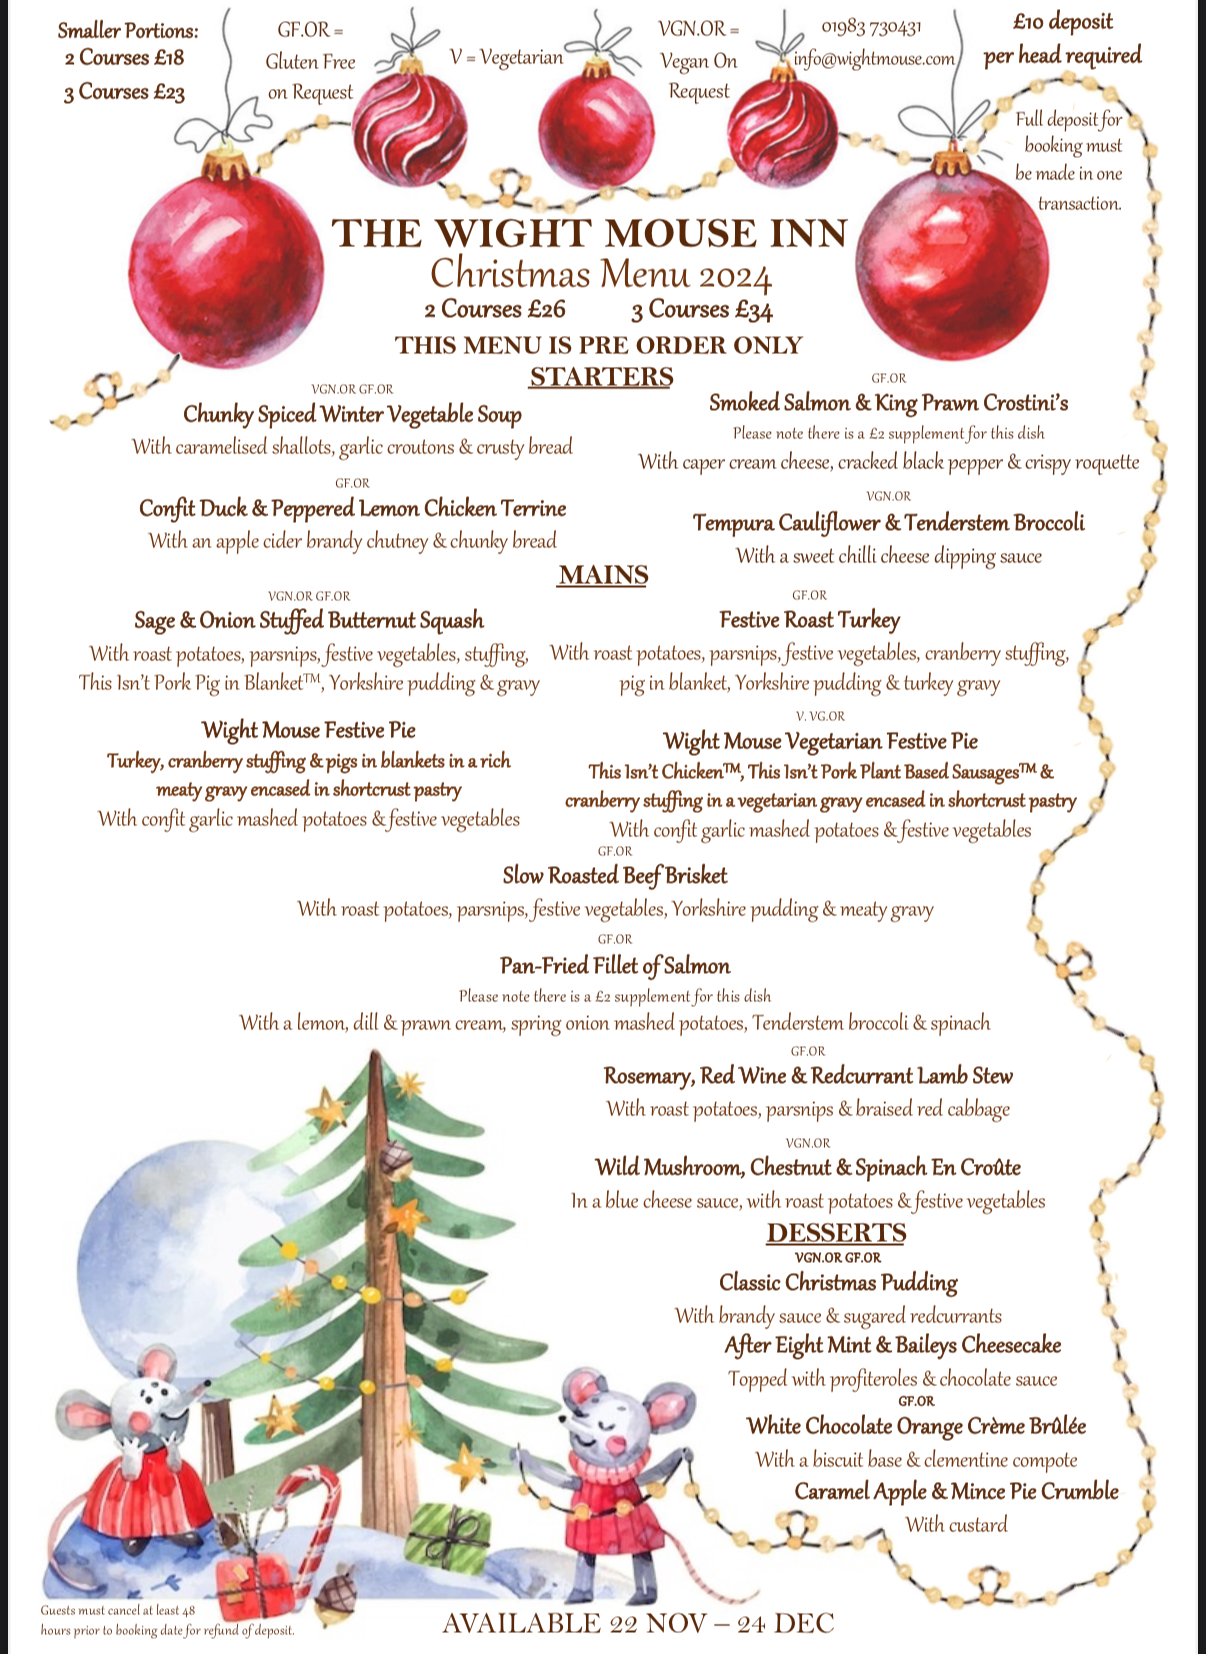 Smaller Portions:
2 Courses £18
3 Courses £23
GF.OR =
Gluten Free
on Request
V = Vegetarian
VGN.OR =
Vegan On
Request
01983 730431
info@wightmouse.com
£10 deposit
per head required
Full deposit for
booking must
be made in one
transaction.
THE WIGHT MOUSE INN
Christmas Menu 2024
2 Courses £26 3 Courses £34
THIS MENU IS PRE ORDER ONLY
STARTERS
VGN.OR GF.OR
Chunky Spiced Winter Vegetable Soup
With caramelised shallots, garlic croutons & crusty bread
GF.OR
Smoked Salmon & King Prawn Crostini's
Please note there is a £2 supplement for this dish
With caper cream cheese, cracked black pepper & crispy roquette
GF.OR
Confit Duck & Peppered Lemon Chicken Terrine
With an apple cider brandy chutney & chunky bread
VGN.OR
Tempura Cauliflower & Tenderstem Broccoli
With a sweet chilli cheese dipping sauce
MAINS
VGN.OR GF.OR
Sage & Onion Stuffed Butternut Squash
With roast potatoes, parsnips, festive vegetables, stuffing,
This Isn't Pork Pig in Blanket™, Yorkshire pudding & gravy
GF.OR
Festive Roast Turkey
With roast potatoes, parsnips, festive vegetables, cranberry stuffing,
pig in blanket, Yorkshire pudding & turkey gravy
Wight Mouse Festive Pie
Turkey, cranberry stuffing & pigs in blankets in a rich
meaty gravy encased in shortcrust pastry
With confit garlic mashed potatoes & festive vegetables
V. VG.OR
Wight Mouse Vegetarian Festive Pie
This Isn't Chicken™, This Isn't Pork Plant Based Sausages™ &
cranberry stuffing in a vegetarian gravy encased in shortcrust pastry
With confit garlic mashed potatoes & festive vegetables
GF.OR
Slow Roasted Beef Brisket
With roast potatoes, parsnips, festive vegetables, Yorkshire pudding & meaty gravy
GF.OR
Pan-Fried Fillet of Salmon
Please note there is a £2 supplement for this dish
With a lemon, dill & prawn cream, spring onion mashed potatoes, Tenderstem broccoli & spinach
GF.OR
Rosemary, Red Wine & Redcurrant Lamb Stew
With roast potatoes, parsnips & braised red cabbage
VGN.OR
Wild Mushroom, Chestnut & Spinach En Croûte
In a blue cheese sauce, with roast potatoes & festive vegetables
DESSERTS
VGN.OR GF.OR
Classic Christmas Pudding
With brandy sauce & sugared redcurrants
After Eight Mint & Baileys Cheesecake
Topped with profiteroles & chocolate sauce
GF.OR
White Chocolate Orange Crème Brûlée
With a biscuit base & clementine compote
Caramel Apple & Mince Pie Crumble
With custard
Guests must cancel at least 48
hours prior to booking date for refund of deposit.
AVAILABLE 22 NOV – 24 DEC